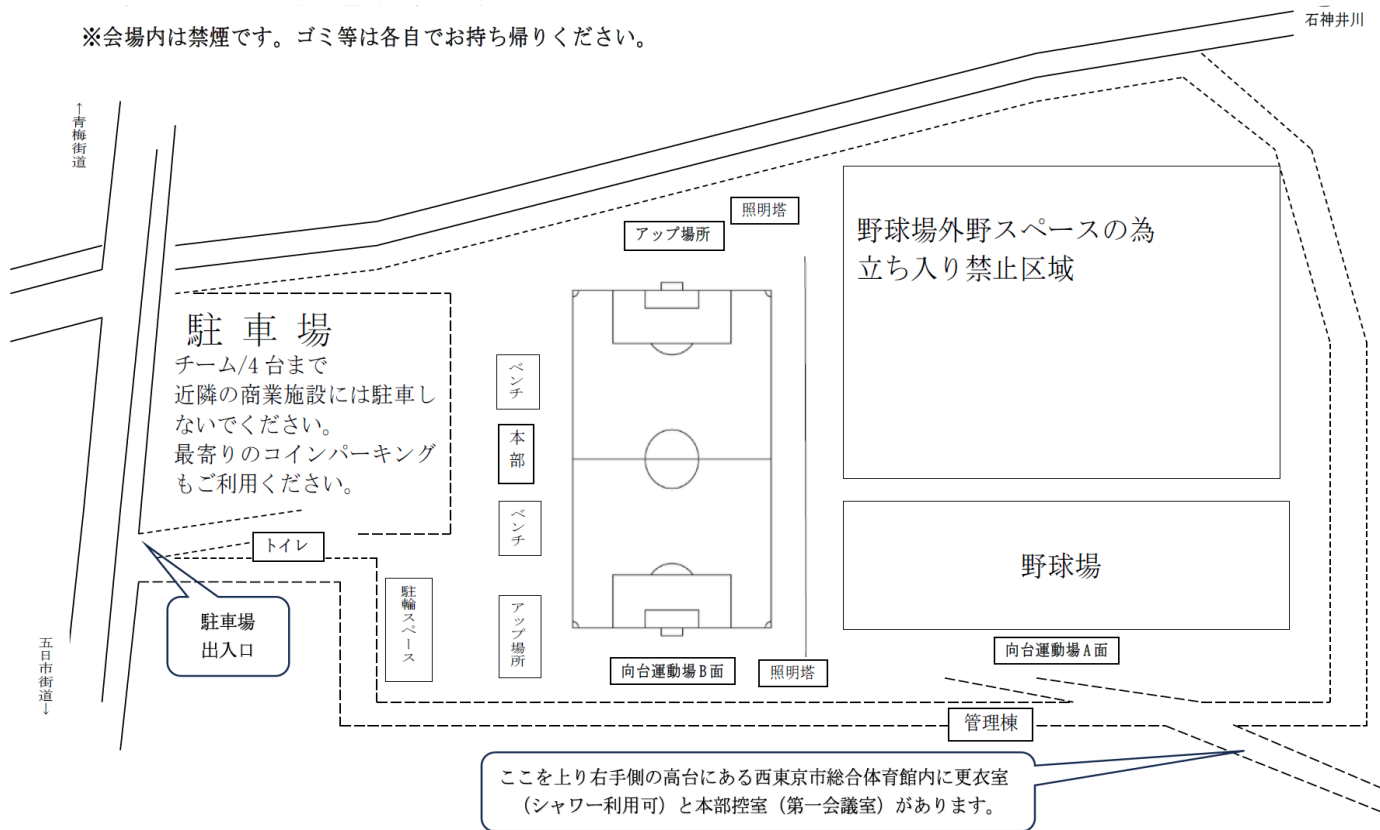 ※会場内は禁煙です。ゴミ等は各自でお持ち帰りください。
石神井川
↑青梅街道
照明塔
アップ場所
野球場外野スペースの為
立ち入り禁止区域
駐 車 場
チーム/4 台まで
近隣の商業施設には駐車し
ないでください。
最寄りのコインパーキング
もご利用ください。
ベンチ
本部
ベンチ
トイレ
野球場
駐車場
出入口
駐輪スペース
アップ場所
五日市街道↓
向台運動場B面
照明塔
向台運動場A面
管理棟
ここを上り右手側の高台にある西東京市総合体育館内に更衣室
（シャワー利用可）と本部控室（第一会議室）があります。